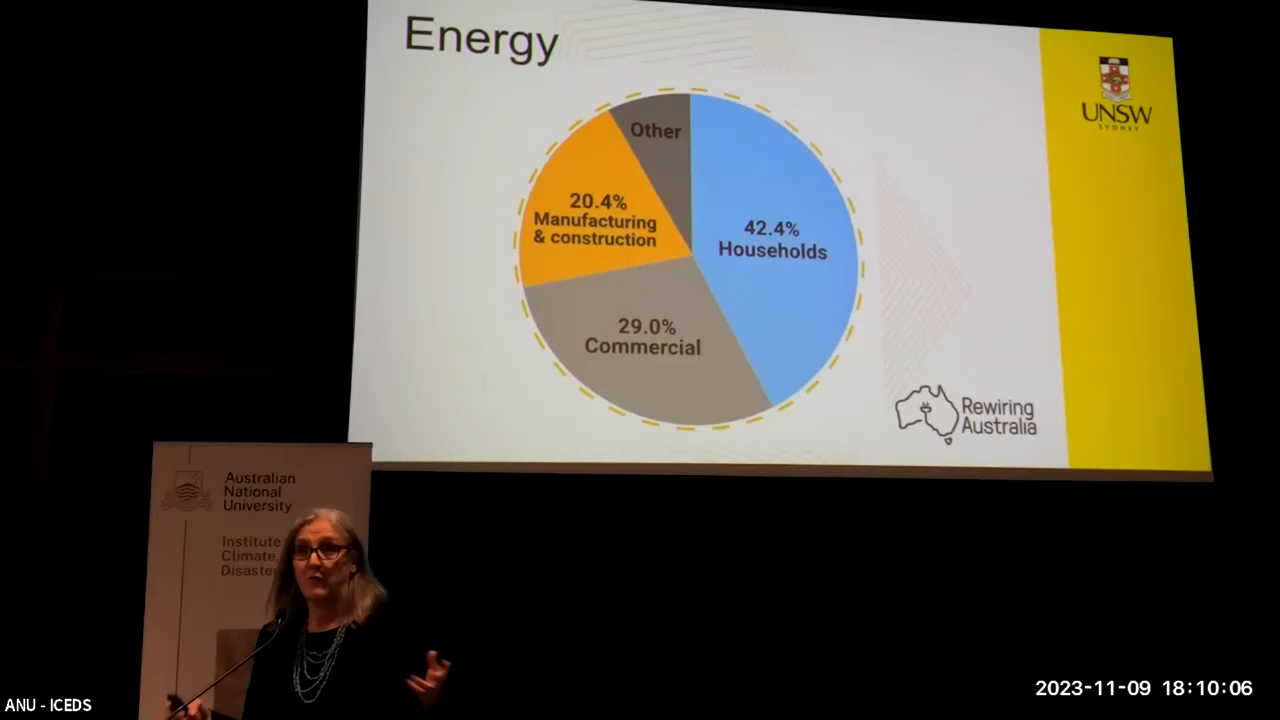 Energy
UNSW
SYDNEY
Other
20.4%
Manufacturing
& construction
42.4%
Households
29.0%
Commercial
Rewiring
Australia
Australian
National
University
Institute
Climate,
Disaster
2023-11-09 18:10:06
ANU - ICEDS